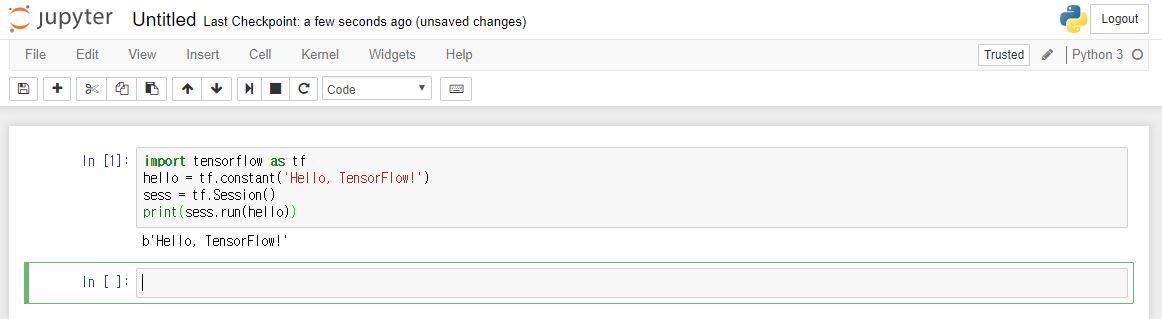 jupyter Untitled Last Checkpoint: a few seconds ago (unsaved changes) Logout
File Edit View Insert Cell Kernel Widgets Help Trusted Python 3
Code
In [1]: import tensorflow as tf
hello = tf.constant('Hello, TensorFlow!')
sess = tf.Session()
print(sess.run(hello))
b'Hello, TensorFlow!'
In [ ]: